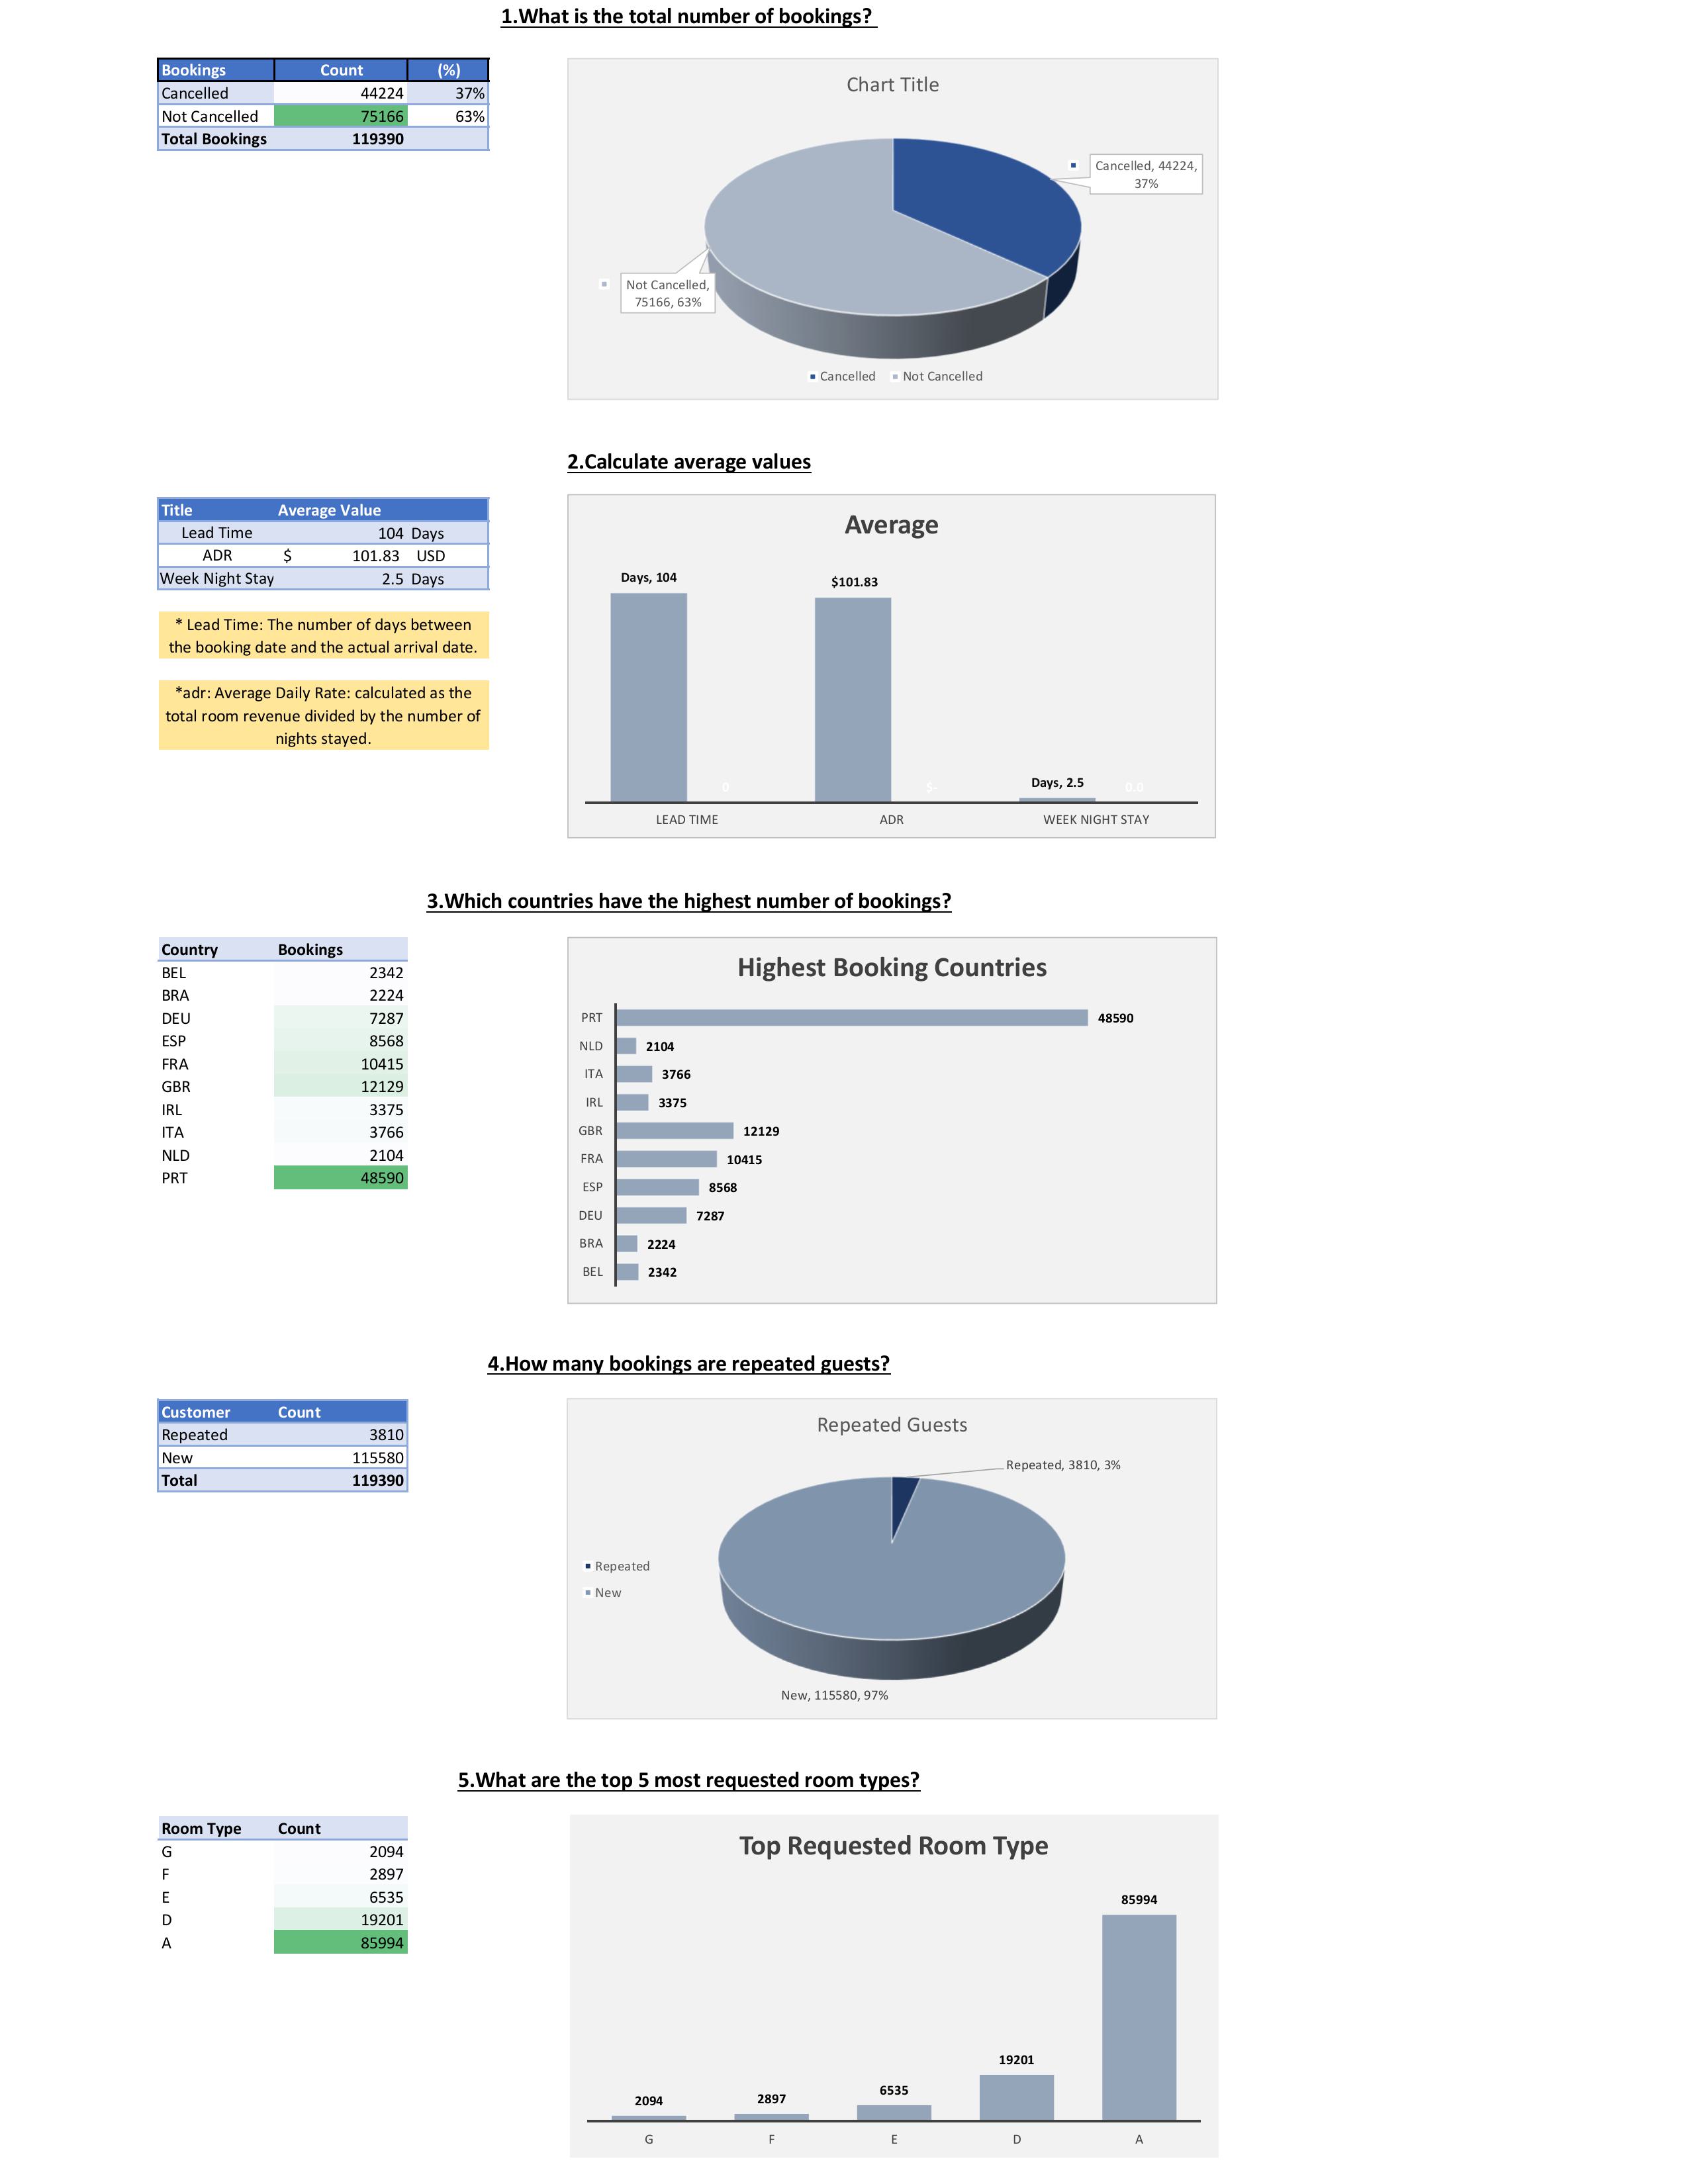 1.What is the total number of bookings?
Bookings Count (%)
Cancelled 44224 37%
Not Cancelled 75166 63%
Total Bookings 119390
Chart Title
Cancelled, 44224,
37%
Not Cancelled,
75166, 63%
Cancelled Not Cancelled
2.Calculate average values
Title Average Value
Lead Time 104 Days
ADR $ 101.83 USD
Week Night Stay 2.5 Days
* Lead Time: The number of days between
the booking date and the actual arrival date.
*adr: Average Daily Rate: calculated as the
total room revenue divided by the number of
nights stayed.
Average
Days, 104
$101.83
Days, 2.5
0 $- 0.0
LEAD TIME ADR WEEK NIGHT STAY
3.Which countries have the highest number of bookings?
Country Bookings
BEL 2342
BRA 2224
DEU 7287
ESP 8568
FRA 10415
GBR 12129
IRL 3375
ITA 3766
NLD 2104
PRT 48590
Highest Booking Countries
PRT 48590
NLD 2104
ITA 3766
IRL 3375
GBR 12129
FRA 10415
ESP 8568
DEU 7287
BRA 2224
BEL 2342
4.How many bookings are repeated guests?
Customer Count
Repeated 3810
New 115580
Total 119390
Repeated Guests
Repeated, 3810, 3%
Repeated
New
New, 115580, 97%
5.What are the top 5 most requested room types?
Room Type Count
G 2094
F 2897
E 6535
D 19201
A 85994
Top Requested Room Type
2094 2897 6535 19201 85994
G F E D A